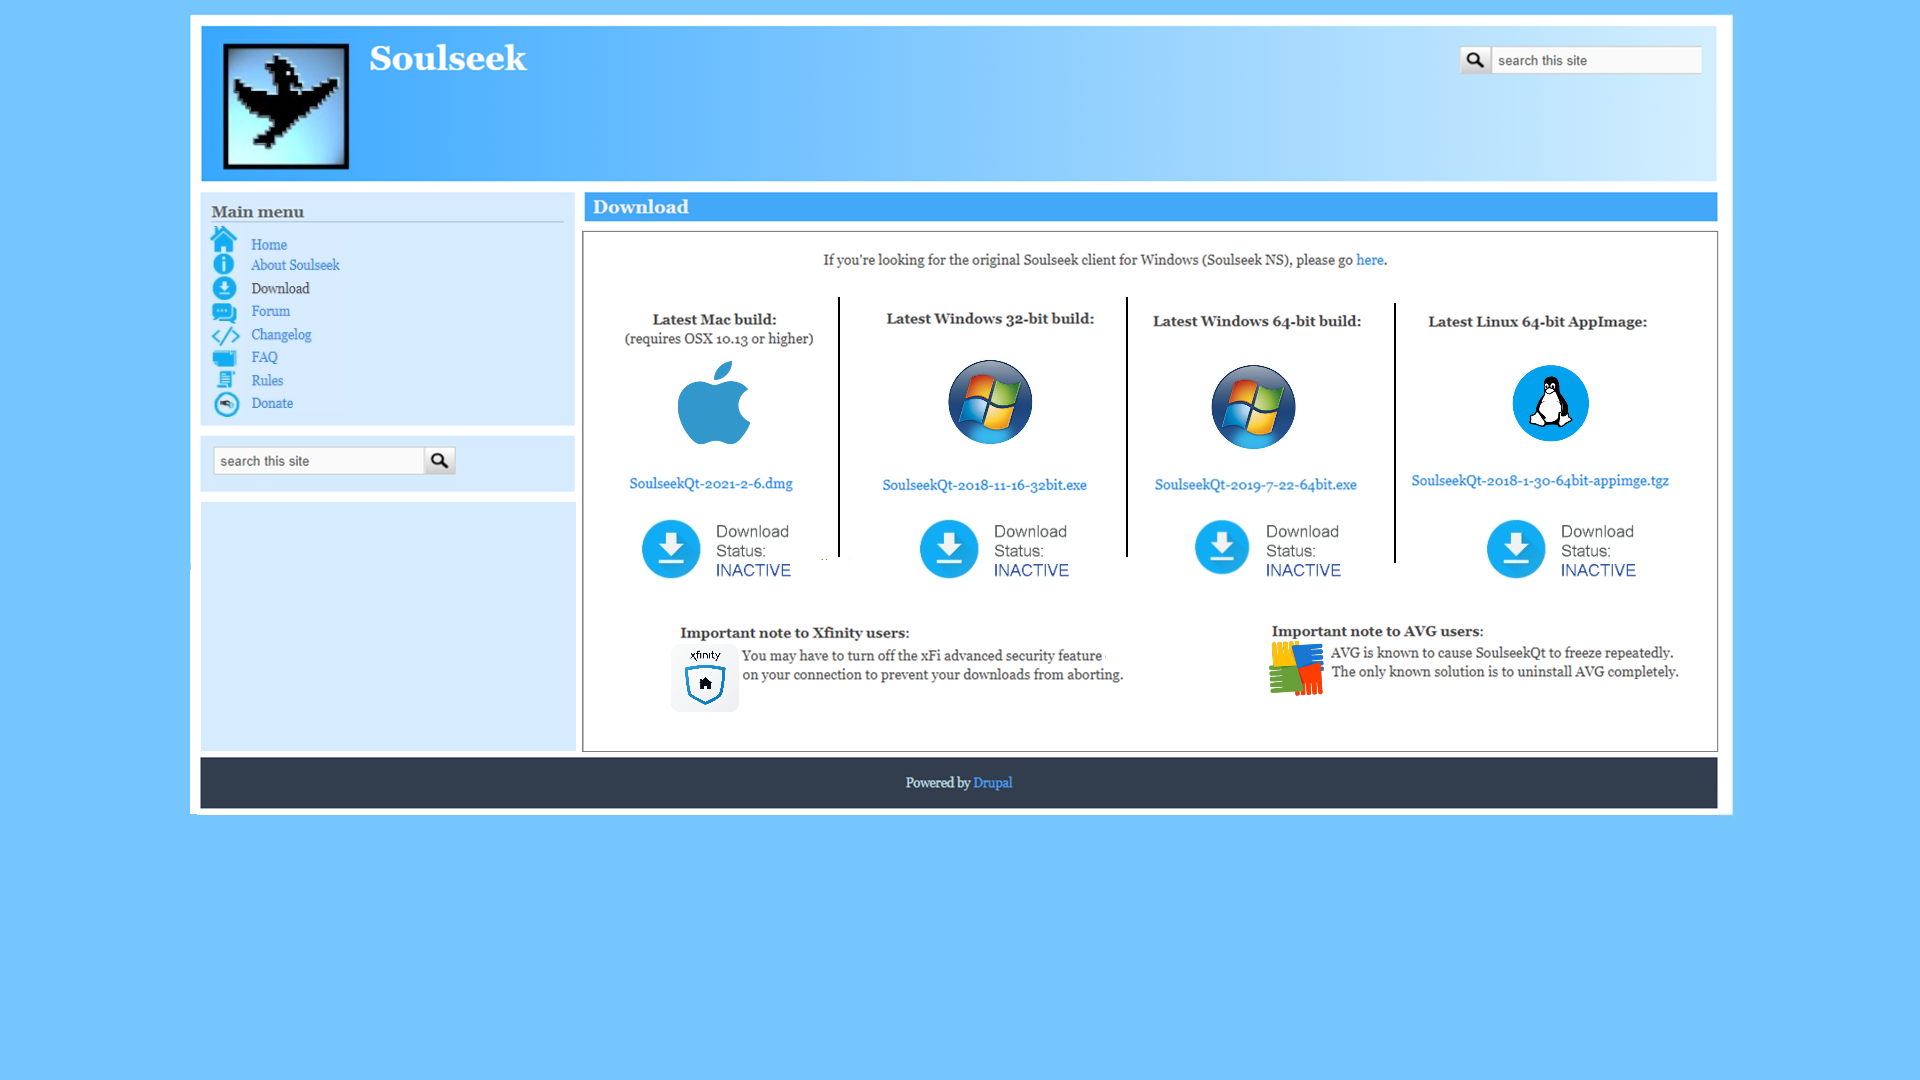 Soulseek
search this site
Main menu
Home
About Soulseek
Download
Forum
Changelog
FAQ
Rules
Donate
search this site
Download
If you're looking for the original Soulseek client for Windows (Soulseek NS), please go here.
Latest Mac build:
(requires OSX 10.13 or higher)
SoulseekQt-2021-2-6.dmg
Download
Status:
INACTIVE
Latest Windows 32-bit build:
SoulseekQt-2018-11-16-32bit.exe
Download
Status:
INACTIVE
Latest Windows 64-bit build:
SoulseekQt-2019-7-22-64bit.exe
Download
Status:
INACTIVE
Latest Linux 64-bit AppImage:
SoulseekQt-2018-1-30-64bit-appimge.tgz
Download
Status:
INACTIVE
Important note to Xfinity users:
xfinity
You may have to turn off the xFi advanced security feature
on your connection to prevent your downloads from aborting.
Important note to AVG users:
AVG is known to cause SoulseekQt to freeze repeatedly.
The only known solution is to uninstall AVG completely.
Powered by Drupal